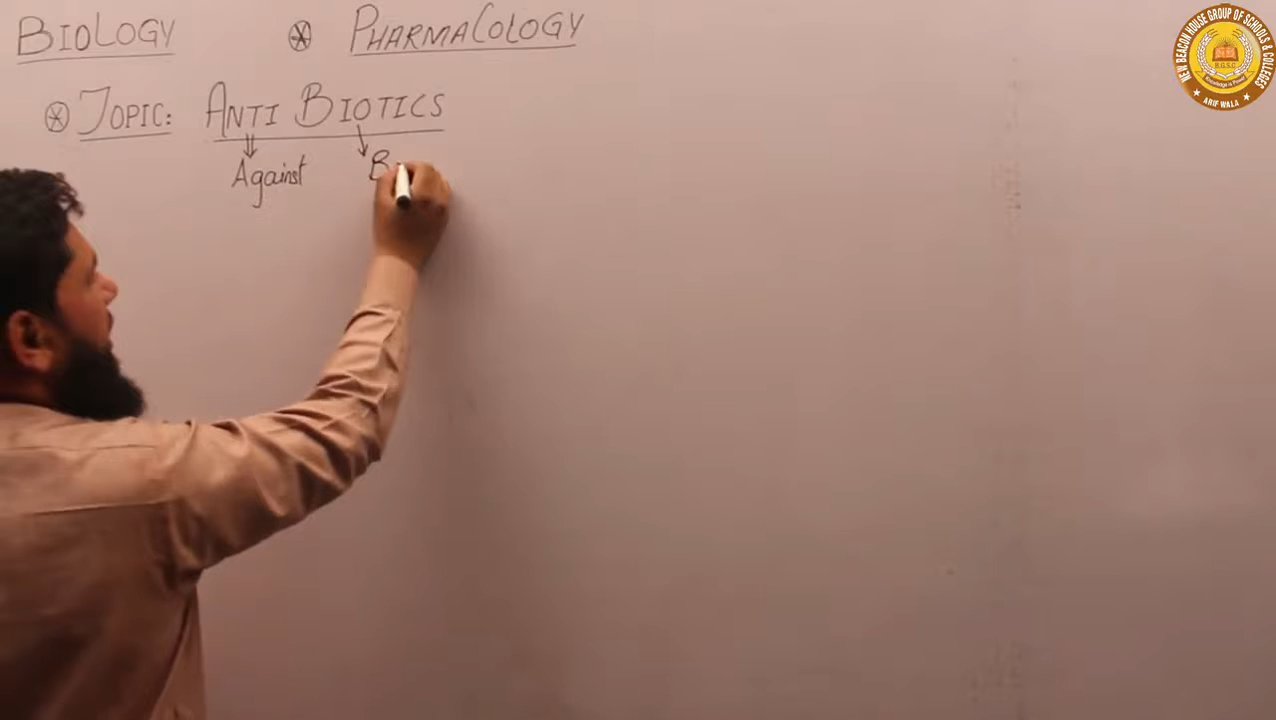 BIOLOGY PHARMACOLOGY
TOPIC: ANTI BIOTICS
Against B
NEW BEACON HOUSE GROUP OF SCHOOLS & COLLEGES
ARIF WALA